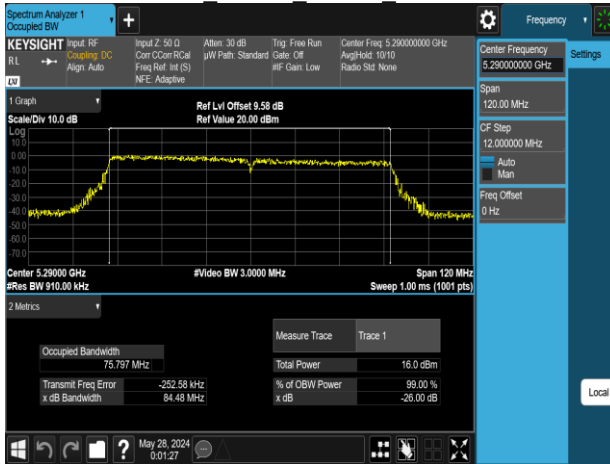 Spectrum Analyzer 1
Occupied BW
Frequency
KEYSIGHT
RL
LXI
Input: RF
Coupling: DC
Align: Auto
Input Z: 50 Ω
Corr CCorr RCal
Freq Ref: Int (S)
NFE: Adaptive
Atten: 30 dB
µW Path: Standard
Trig: Free Run
Gate: Off
#IF Gain: Low
Center Freq: 5.290000000 GHz
Avg|Hold: 10/10
Radio Std: None
Center Frequency
5.290000000 GHz
Settings
Span
120.00 MHz
CF Step
12.000000 MHz
Auto
Man
Freq Offset
0 Hz
Local
1 Graph
Scale/Div 10.0 dB
Ref Lvl Offset 9.58 dB
Ref Value 20.00 dBm
Log
10.0
0.00
-10.0
-20.0
-30.0
-40.0
-50.0
-60.0
-70.0
Center 5.29000 GHz
#Res BW 910.00 kHz
#Video BW 3.0000 MHz
Span 120 MHz
Sweep 1.00 ms (1001 pts)
2 Metrics
Measure Trace Trace 1
Occupied Bandwidth
75.797 MHz
Total Power 16.0 dBm
Transmit Freq Error -252.58 kHz
% of OBW Power 99.00 %
x dB Bandwidth 84.48 MHz
x dB -26.00 dB
May 28, 2024
0:01:27